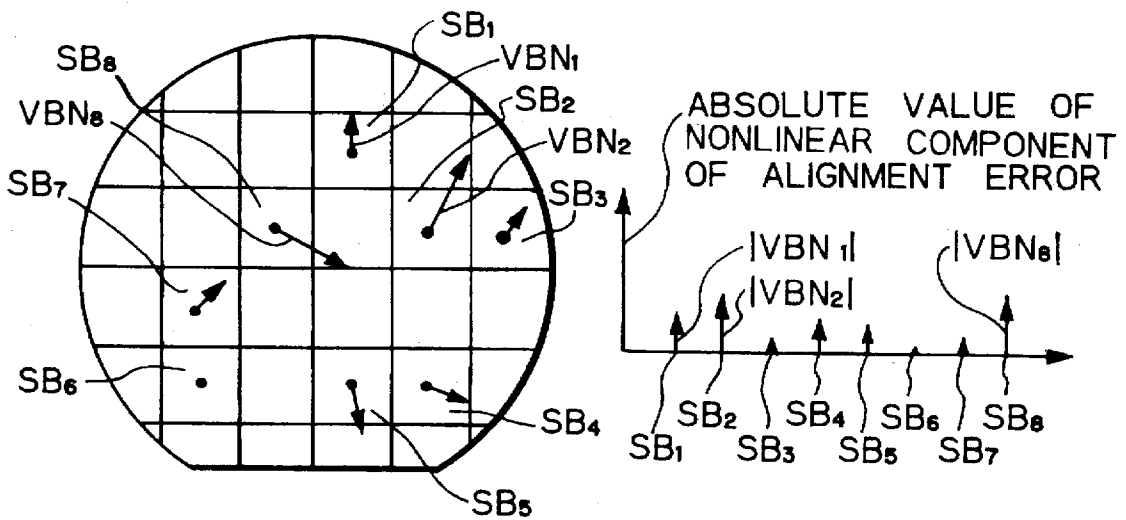 SB₁
VBN₁
SB₈
SB₂
VBN₈
VBN₂
SB₇
SB₃
SB₆
SB₄
SB₅
ABSOLUTE VALUE OF
NONLINEAR COMPONENT
OF ALIGNMENT ERROR
|VBN₁|
|VBN₈|
|VBN₂|
SB₂ SB₄ SB₆ SB₈
SB₁ SB₃ SB₅ SB₇